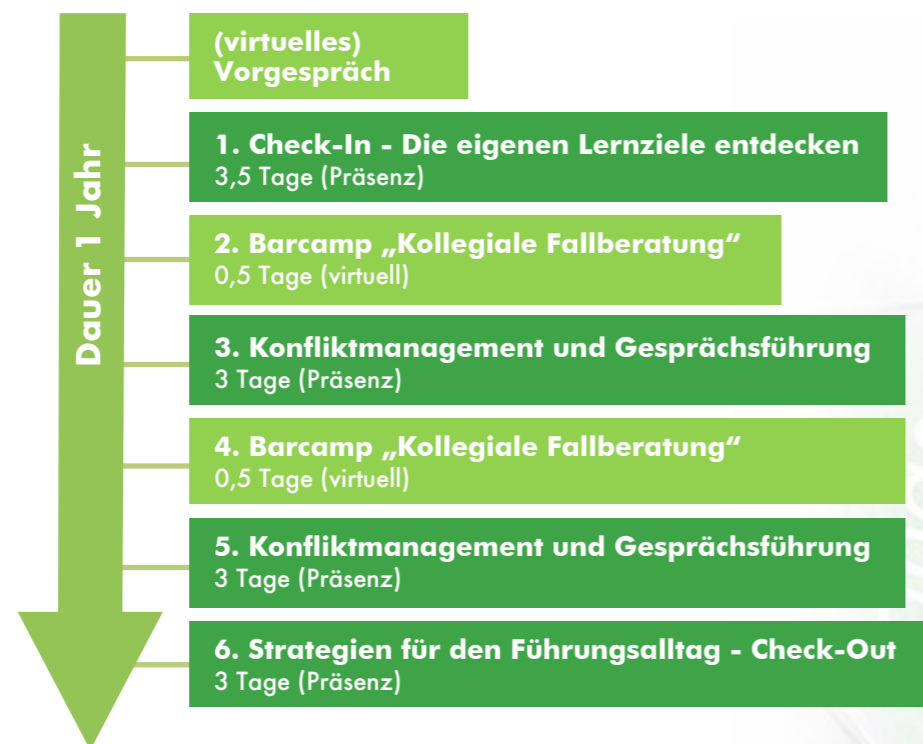 Dauer 1 Jahr
(virtuelles)
Vorgespräch
1. Check-In - Die eigenen Lernziele entdecken
3,5 Tage (Präsenz)
2. Barcamp „Kollegiale Fallberatung“
0,5 Tage (virtuell)
3. Konfliktmanagement und Gesprächsführung
3 Tage (Präsenz)
4. Barcamp „Kollegiale Fallberatung“
0,5 Tage (virtuell)
5. Konfliktmanagement und Gesprächsführung
3 Tage (Präsenz)
6. Strategien für den Führungsalltag - Check-Out
3 Tage (Präsenz)